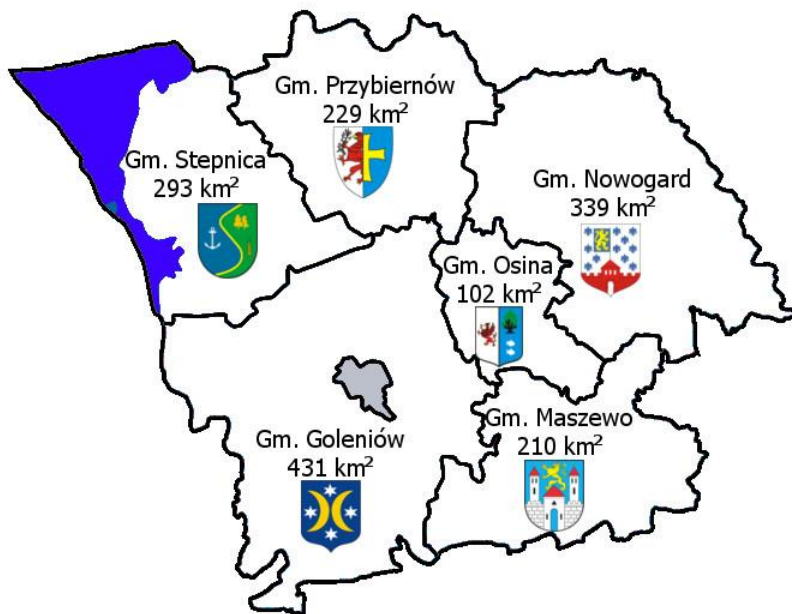 Gm. Przybiernów
229 km²
Gm. Stepnica
293 km²
Gm. Nowogard
339 km²
Gm. Osina
102 km²
Gm. Maszewo
210 km²
Gm. Goleniów
431 km²